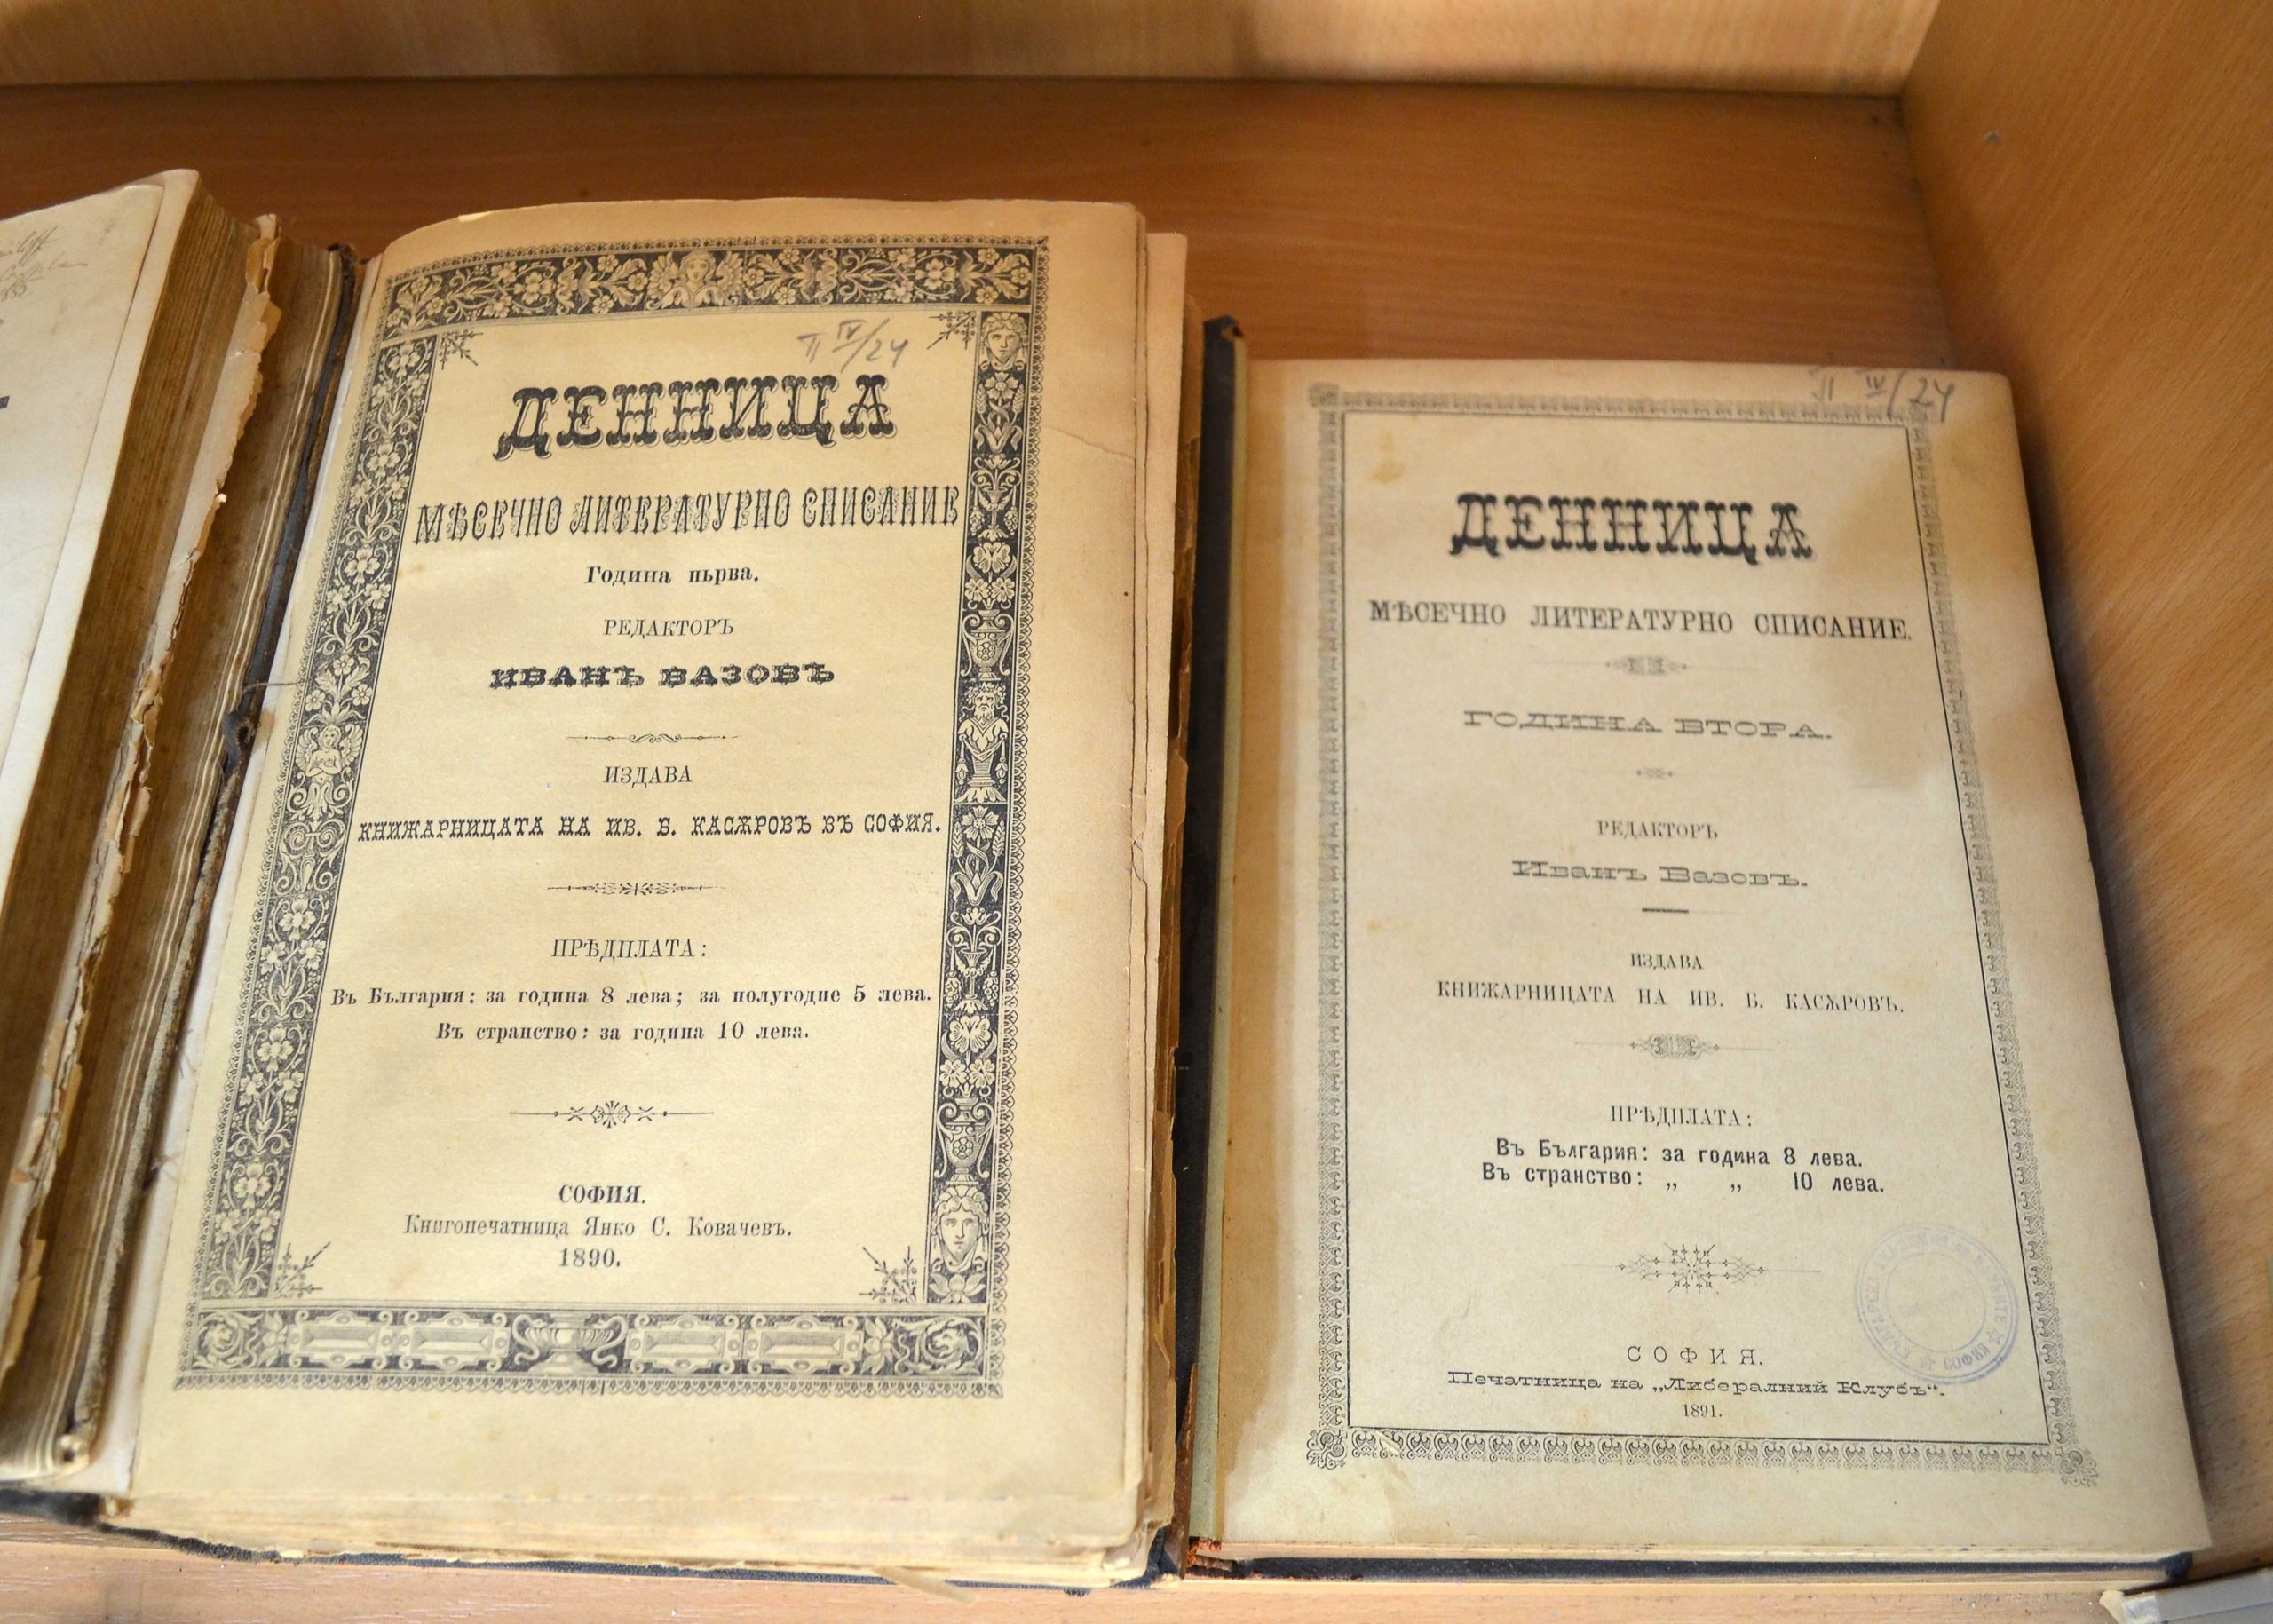 II IV/24
ДЕННИЦА
МѢСЕЧНО ЛИТЕРАТУРНО СПИСАНИЕ
Година първа.
РЕДАКТОРЪ
ИВАНЪ ВАЗОВЪ
ИЗДАВА
КНИЖАРНИЦАТА НА ИВ. Б. КАСѪРОВЪ ВЪ СОФИЯ.
ПРѢДПЛАТА:
Въ България: за година 8 лева; за полугодие 5 лева.
Въ странство: за година 10 лева.
СОФИЯ.
Книгопечатница Янко С. Ковачевъ.
1890.
II IV/24
ДЕННИЦА
МѢСЕЧНО ЛИТЕРАТУРНО СПИСАНИЕ.
ГОДИНА ВТОРА.
РЕДАКТОРЪ
Иванъ Вазовъ.
ИЗДАВА
КНИЖАРНИЦАТА НА ИВ. Б. КАСѪРОВЪ.
ПРѢДПЛАТА:
Въ България: за година 8 лева.
Въ странство: „ „ 10 лева.
СОФИЯ.
Печатница на „Либералний Клубъ“.
1891.
СОФИЯ